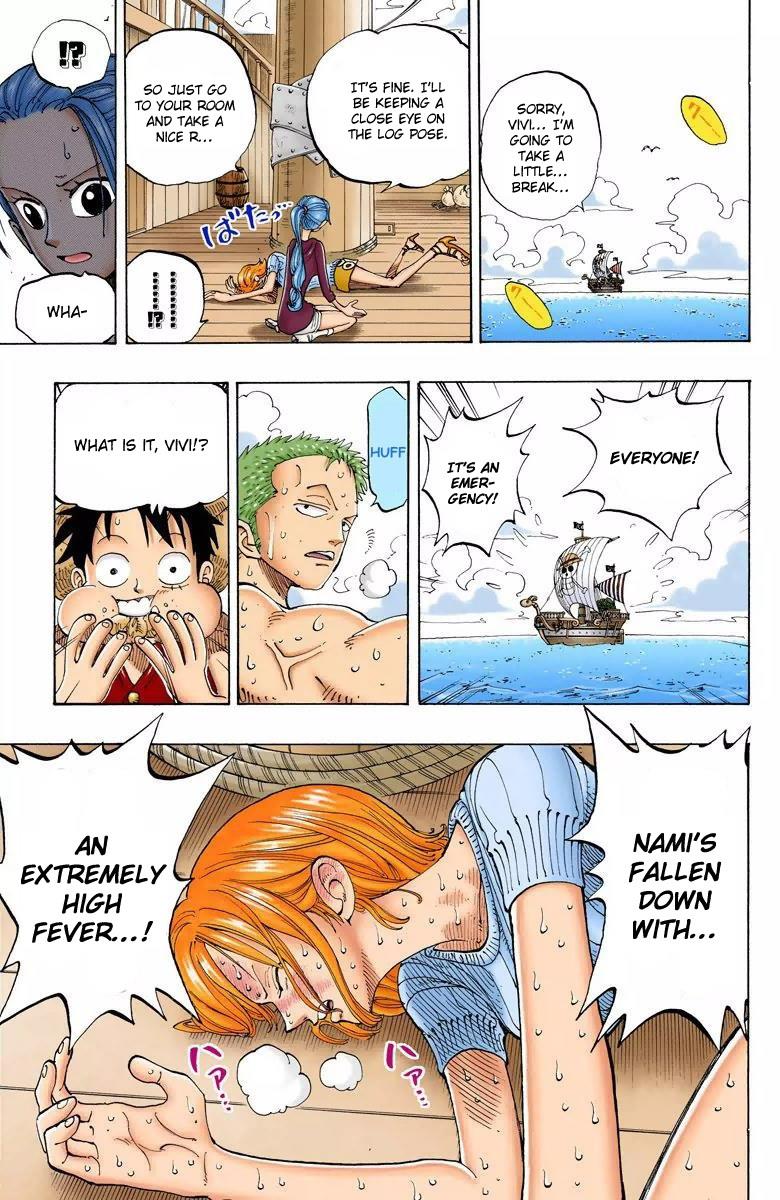 SORRY,
VIVI... I'M
GOING TO
TAKE A
LITTLE...
BREAK...
IT'S FINE. I'LL
BE KEEPING A
CLOSE EYE ON
THE LOG POSE.
SO JUST GO
TO YOUR ROOM
AND TAKE A
NICE R...
ばたっ…
!?
!?
WHA-
EVERYONE!
IT'S AN
EMER-
GENCY!
HUFF
WHAT IS IT, VIVI!?
NAMI'S
FALLEN
DOWN
WITH...
AN
EXTREMELY
HIGH
FEVER...!
ハァ…
ハァ…